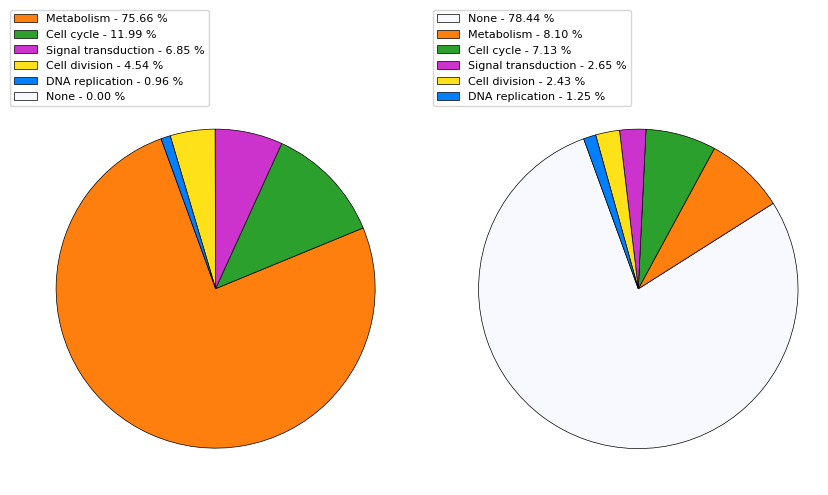 Metabolism - 75.66 %
Cell cycle - 11.99 %
Signal transduction - 6.85 %
Cell division - 4.54 %
DNA replication - 0.96 %
None - 0.00 %
None - 78.44 %
Metabolism - 8.10 %
Cell cycle - 7.13 %
Signal transduction - 2.65 %
Cell division - 2.43 %
DNA replication - 1.25 %